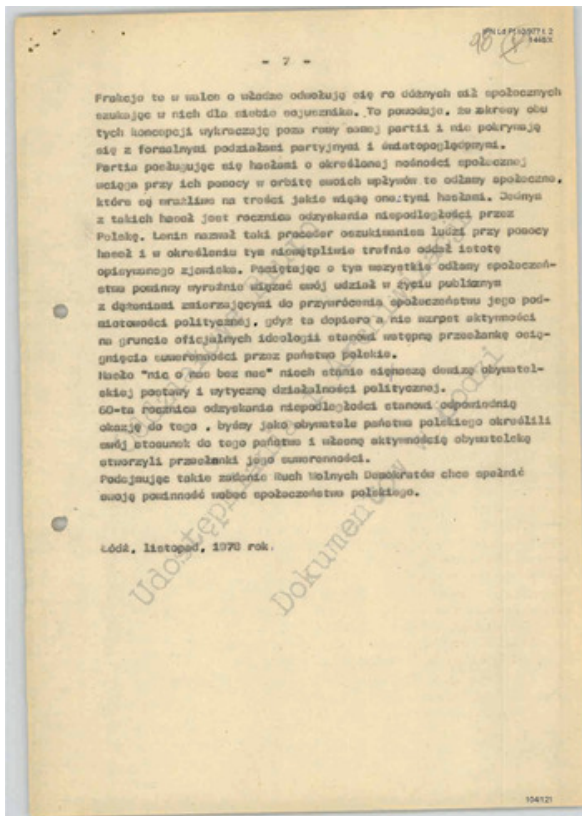 - 7 -
Frakcje te w walce o władze odwołują się ro dóżnych sił społecznych
szukając w nich dla siebie sojusznika. To powoduje, że zakresy obu
tych koncepcji wykraczają poza ramy samej partii i nie pokrywają
się z formalnymi podziałami partyjnymi i światopoglądowymi.
Partia posługując się hasłami o określonej nośności społecznej
wciąga przy ich pomocy w orbitę swoich wpływów te odłamy społeczne,
które są wrażliwe na treści jakie wiążą one z tymi hasłami. Jednym
z takich haseł jest rocznica odzyskania niepodległości przez
Polskę. Lenin nazwał taki proceder oszukiwaniem ludzi przy pomocy
haseł i w określeniu tym niewątpliwie trafnie oddał istotę
opisywanego zjawiska. Pamiętając o tym wszystkie odłamy społeczeń-
stwa powinny wyraźnie wiązać swój udział w życiu publicznym
z dążeniami zmierzającymi do przywrócenia społeczeństwu jego pod-
miotowości politycznej, gdyż ta dopiero a nie wzrost aktywności
na gruncie oficjalnych ideologii stanowi wstępną przesłankę osią-
gnięcia suwerenności przez państwo polskie.
Hasło "nic o nas bez nas" niech stanie się naszą dewizą obywatel-
skiej postawy i wytyczną działalności politycznej.
60-ta rocznica odzyskania niepodległości stanowi odpowiednią
okazję do tego , byśmy jako obywatele państwa polskiego określili
swój stosunek do tego państwa i własną aktywnością obywatelską
stworzyli przesłanki jego suwerenności.
Podejmując takie zadanie Ruch Wolnych Demokratów chce spełnić
swoją powinność wobec społeczeństwa polskiego.
Łódź, listopad, 1978 rok.
104/121